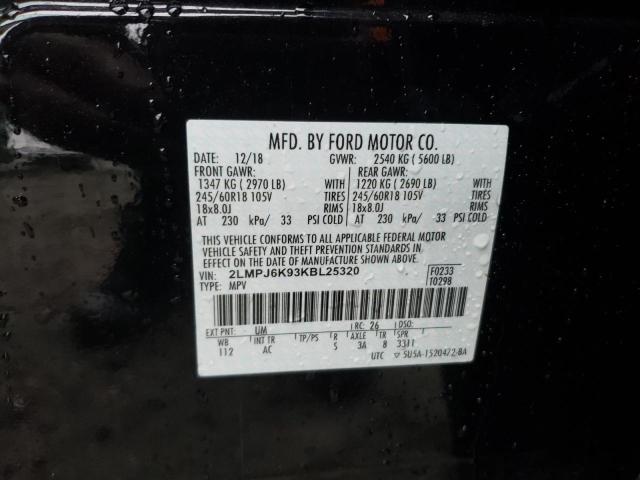 MFD. BY FORD MOTOR CO.
DATE: 12/18 GVWR: 2540 KG ( 5600 LB)
FRONT GAWR: REAR GAWR:
1347 KG ( 2970 LB) WITH 1220 KG ( 2690 LB) WITH
245/60R18 105V TIRES 245/60R18 105V TIRES
18x8.0J RIMS 18x8.0J RIMS
AT 230 kPa/ 33 PSI COLD AT 230 kPa/ 33 PSI COLD
THIS VEHICLE CONFORMS TO ALL APPLICABLE FEDERAL MOTOR
VEHICLE SAFETY AND THEFT PREVENTION STANDARDS IN
EFFECT ON THE DATE OF MANUFACTURE SHOWN ABOVE.
VIN: 2LMPJ6K93KBL25320 F0233
TYPE: MPV T0298
EXT PNT: UM RC: 26 DSO:
WB INT TR TP/PS R AXLE TR SPR
112 AC 5 3A 8 33JJ
UTC ▽ 5U5A-1520472-BA